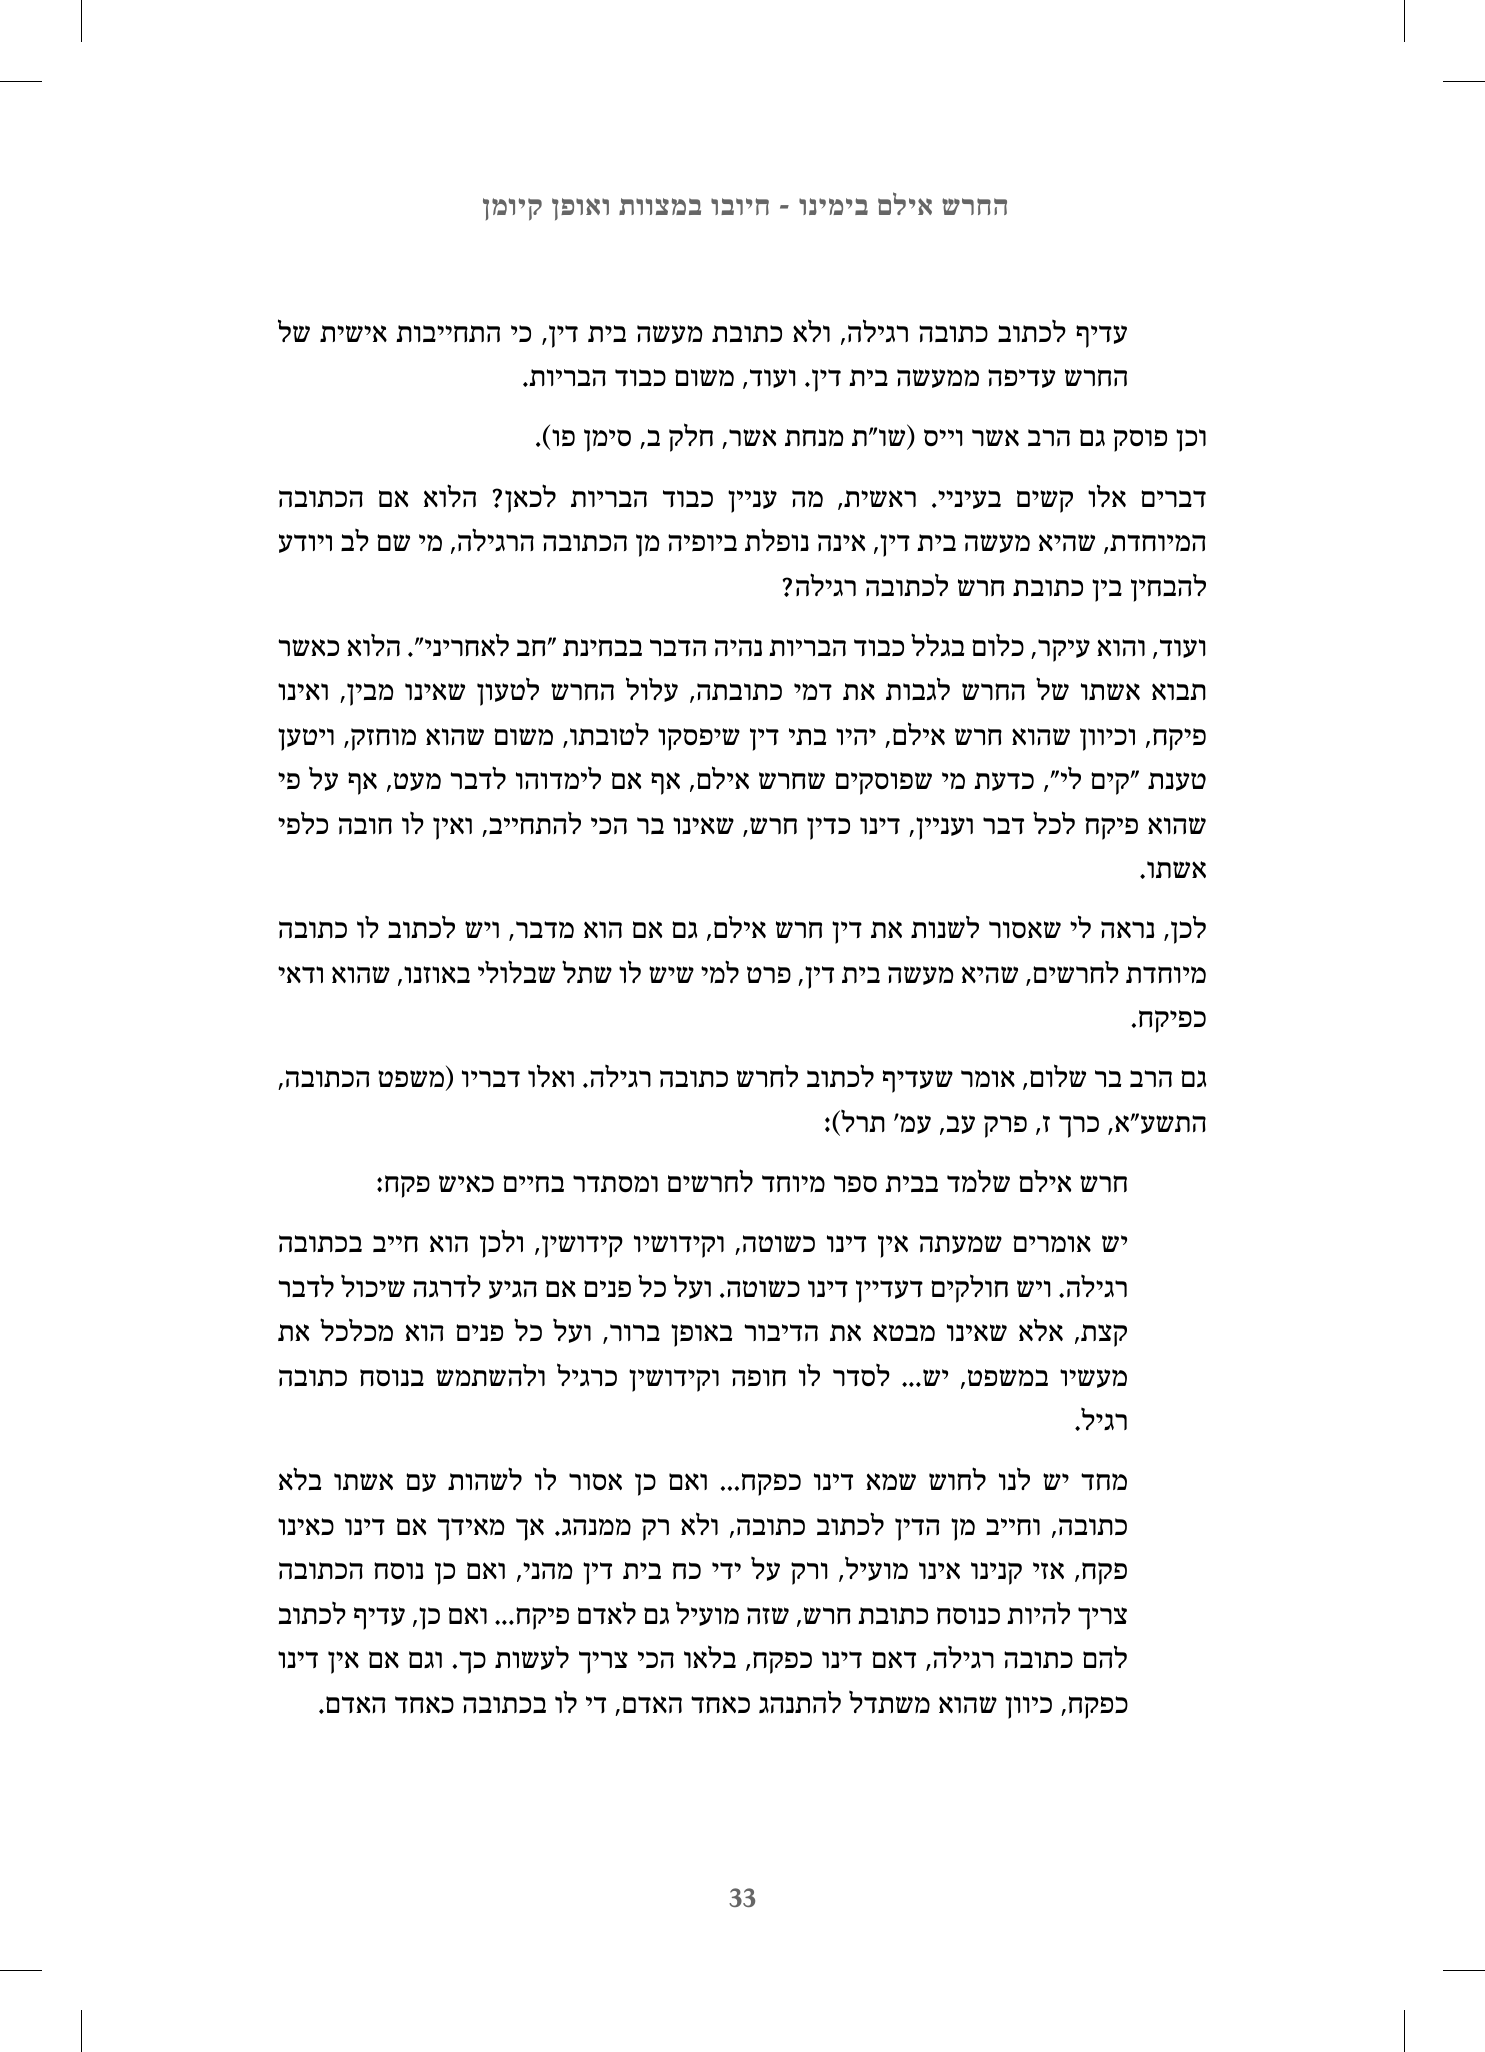 החרש אילם בימינו - חיובו במצוות ואופן קיומן
עדיף לכתוב כתובה רגילה, ולא כתובת מעשה בית דין, כי התחייבות אישית של
החרש עדיפה ממעשה בית דין. ועוד, משום כבוד הבריות.
וכן פוסק גם הרב אשר וייס (שו"ת מנחת אשר, חלק ב, סימן פו).
דברים אלו קשים בעיניי. ראשית, מה עניין כבוד הבריות לכאן? הלוא אם הכתובה
המיוחדת, שהיא מעשה בית דין, אינה נופלת ביופיה מן הכתובה הרגילה, מי שם לב ויודע
להבחין בין כתובת חרש לכתובה רגילה?
ועוד, והוא עיקר, כלום בגלל כבוד הבריות נהיה הדבר בבחינת "חב לאחריני". הלוא כאשר
תבוא אשתו של החרש לגבות את דמי כתובתה, עלול החרש לטעון שאינו מבין, ואינו
פיקח, וכיוון שהוא חרש אילם, יהיו בתי דין שיפסקו לטובתו, משום שהוא מוחזק, ויטען
טענת "קים לי", כדעת מי שפוסקים שחרש אילם, אף אם לימדוהו לדבר מעט, אף על פי
שהוא פיקח לכל דבר ועניין, דינו כדין חרש, שאינו בר הכי להתחייב, ואין לו חובה כלפי
אשתו.
לכן, נראה לי שאסור לשנות את דין חרש אילם, גם אם הוא מדבר, ויש לכתוב לו כתובה
מיוחדת לחרשים, שהיא מעשה בית דין, פרט למי שיש לו שתל שבלולי באוזנו, שהוא ודאי
כפיקח.
גם הרב בר שלום, אומר שעדיף לכתוב לחרש כתובה רגילה. ואלו דבריו (משפט הכתובה,
התשע"א, כרך ז, פרק עב, עמ' תרל):
חרש אילם שלמד בבית ספר מיוחד לחרשים ומסתדר בחיים כאיש פקח:
יש אומרים שמעתה אין דינו כשוטה, וקידושיו קידושין, ולכן הוא חייב בכתובה
רגילה. ויש חולקים דעדיין דינו כשוטה. ועל כל פנים אם הגיע לדרגה שיכול לדבר
קצת, אלא שאינו מבטא את הדיבור באופן ברור, ועל כל פנים הוא מכלכל את
מעשיו במשפט, יש... לסדר לו חופה וקידושין כרגיל ולהשתמש בנוסח כתובה
רגיל.
מחד יש לנו לחוש שמא דינו כפקח... ואם כן אסור לו לשהות עם אשתו בלא
כתובה, וחייב מן הדין לכתוב כתובה, ולא רק ממנהג. אך מאידך אם דינו כאינו
פקח, אזי קנינו אינו מועיל, ורק על ידי כח בית דין מהני, ואם כן נוסח הכתובה
צריך להיות כנוסח כתובת חרש, שזה מועיל גם לאדם פיקח... ואם כן, עדיף לכתוב
להם כתובה רגילה, דאם דינו כפקח, בלאו הכי צריך לעשות כך. וגם אם אין דינו
כפקח, כיוון שהוא משתדל להתנהג כאחד האדם, די לו בכתובה כאחד האדם.
33